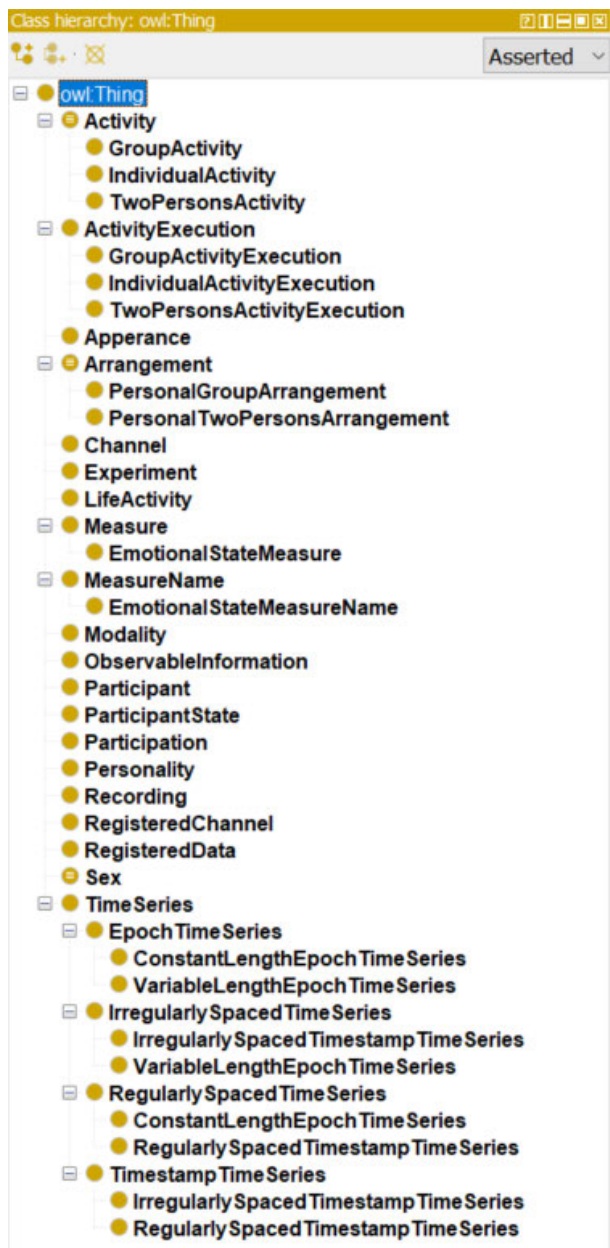 Class hierarchy: owl:Thing
Asserted
owl:Thing
Activity
GroupActivity
IndividualActivity
TwoPersonsActivity
ActivityExecution
GroupActivityExecution
IndividualActivityExecution
TwoPersonsActivityExecution
Apperance
Arrangement
PersonalGroupArrangement
PersonalTwoPersonsArrangement
Channel
Experiment
LifeActivity
Measure
EmotionalStateMeasure
MeasureName
EmotionalStateMeasureName
Modality
ObservableInformation
Participant
ParticipantState
Participation
Personality
Recording
RegisteredChannel
RegisteredData
Sex
TimeSeries
EpochTimeSeries
ConstantLengthEpochTimeSeries
VariableLengthEpochTimeSeries
IrregularlySpacedTimeSeries
IrregularlySpacedTimestampTimeSeries
VariableLengthEpochTimeSeries
RegularlySpacedTimeSeries
ConstantLengthEpochTimeSeries
RegularlySpacedTimestampTimeSeries
TimestampTimeSeries
IrregularlySpacedTimestampTimeSeries
RegularlySpacedTimestampTimeSeries